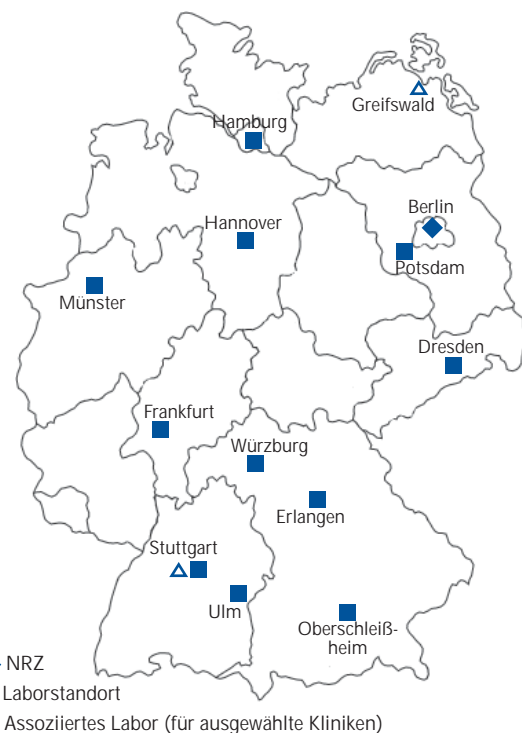 Greifswald
Hamburg
Berlin
Hannover
Potsdam
Münster
Dresden
Frankfurt
Würzburg
Erlangen
Stuttgart
Ulm
Oberschleiß-
heim
NRZ
Laborstandort
Assoziiertes Labor (für ausgewählte Kliniken)